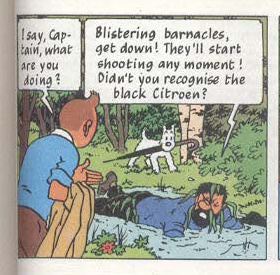 I say, Cap-
tain, what
are you
doing?
Blistering barnacles,
get down! They'll start
shooting any moment!
Didn't you recognise the
black Citroen?